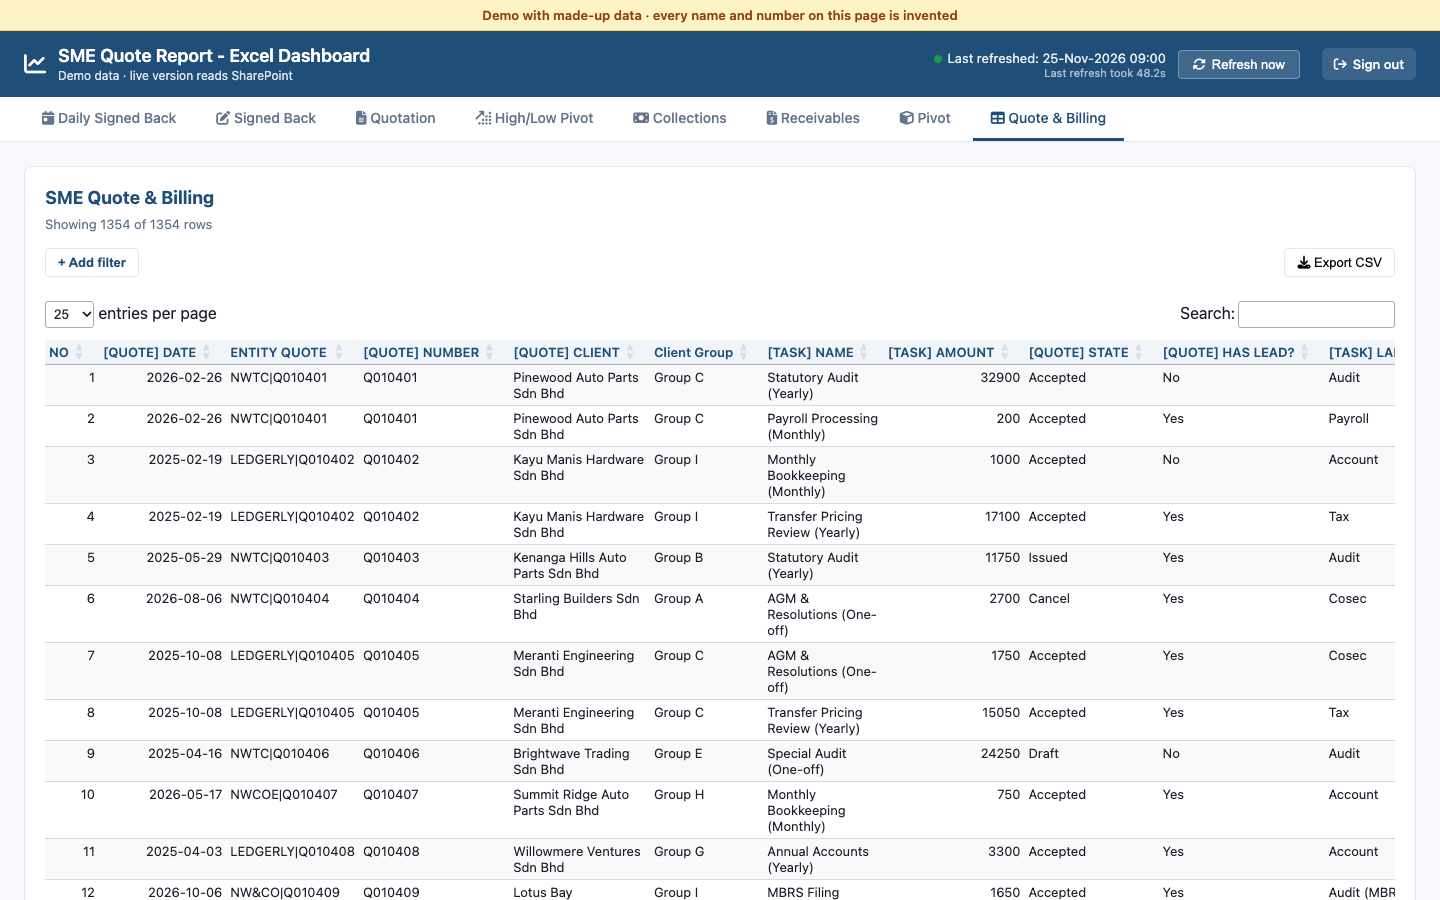 Demo with made-up data · every name and number on this page is invented
SME Quote Report - Excel Dashboard
Demo data · live version reads SharePoint
Last refreshed: 25-Nov-2026 09:00
Last refresh took 48.2s
Refresh now
Sign out
Daily Signed Back
Signed Back
Quotation
High/Low Pivot
Collections
Receivables
Pivot
Quote & Billing
SME Quote & Billing
Showing 1354 of 1354 rows
+ Add filter
Export CSV
25 entries per page
Search:
NO [QUOTE] DATE ENTITY QUOTE [QUOTE] NUMBER [QUOTE] CLIENT Client Group [TASK] NAME [TASK] AMOUNT [QUOTE] STATE [QUOTE] HAS LEAD? [TASK] LA
1 2026-02-26 NWTC|Q010401 Q010401 Pinewood Auto Parts Group C Statutory Audit 32900 Accepted No Audit
Sdn Bhd (Yearly)
2 2026-02-26 NWTC|Q010401 Q010401 Pinewood Auto Parts Group C Payroll Processing 200 Accepted Yes Payroll
Sdn Bhd (Monthly)
3 2025-02-19 LEDGERLY|Q010402 Q010402 Kayu Manis Hardware Group I Monthly 1000 Accepted No Account
Sdn Bhd Bookkeeping
(Monthly)
4 2025-02-19 LEDGERLY|Q010402 Q010402 Kayu Manis Hardware Group I Transfer Pricing 17100 Accepted Yes Tax
Sdn Bhd Review (Yearly)
5 2025-05-29 NWTC|Q010403 Q010403 Kenanga Hills Auto Group B Statutory Audit 11750 Issued Yes Audit
Parts Sdn Bhd (Yearly)
6 2026-08-06 NWTC|Q010404 Q010404 Starling Builders Sdn Group A AGM & 2700 Cancel Yes Cosec
Bhd Resolutions (One-
off)
7 2025-10-08 LEDGERLY|Q010405 Q010405 Meranti Engineering Group C AGM & 1750 Accepted Yes Cosec
Sdn Bhd Resolutions (One-
off)
8 2025-10-08 LEDGERLY|Q010405 Q010405 Meranti Engineering Group C Transfer Pricing 15050 Accepted Yes Tax
Sdn Bhd Review (Yearly)
9 2025-04-16 NWTC|Q010406 Q010406 Brightwave Trading Group E Special Audit 24250 Draft No Audit
Sdn Bhd (One-off)
10 2026-05-17 NWCOE|Q010407 Q010407 Summit Ridge Auto Group H Monthly 750 Accepted Yes Account
Parts Sdn Bhd Bookkeeping
(Monthly)
11 2025-04-03 LEDGERLY|Q010408 Q010408 Willowmere Ventures Group G Annual Accounts 3300 Accepted Yes Account
Sdn Bhd (Yearly)
12 2026-10-06 NW&CO|Q010409 Q010409 Lotus Bay Group I MBRS Filing 1650 Accepted Yes Audit (MBR